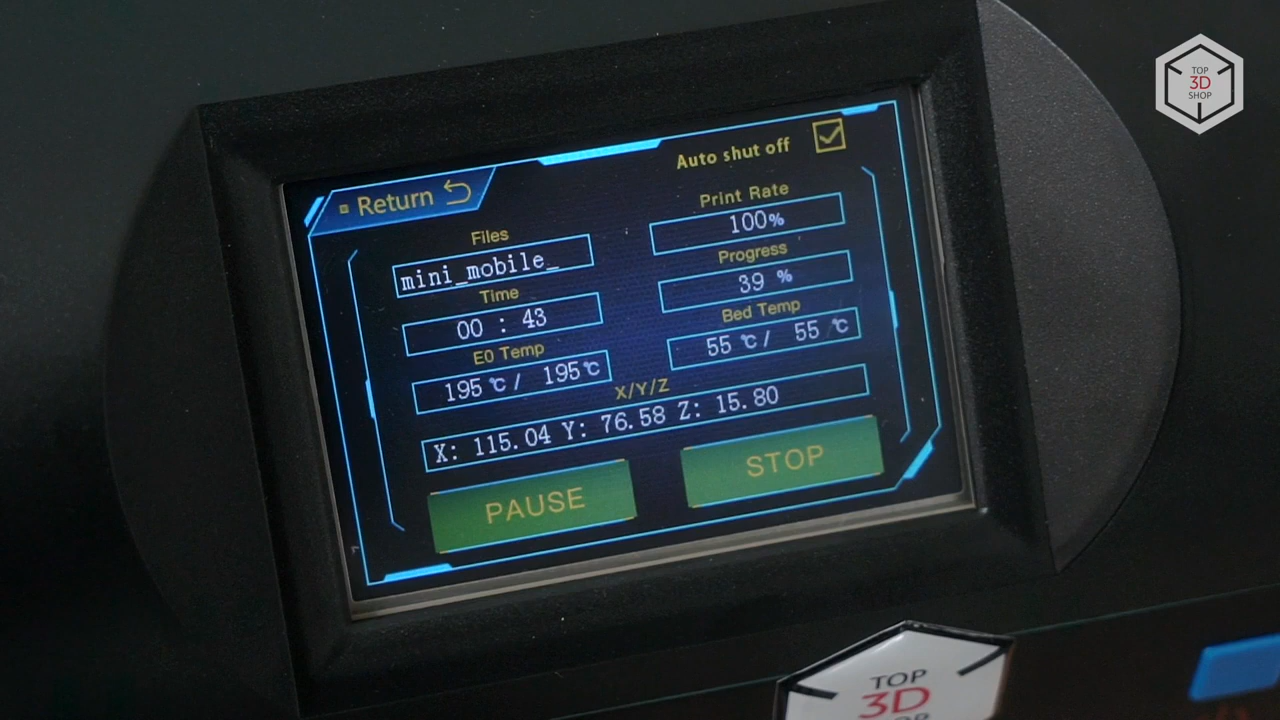 TOP
3D
SHOP
Auto shut off
Return
Print Rate
100%
Files
mini_mobile_
Progress
39 %
Time
00 : 43
Bed Temp
55 ℃ / 55 ℃
E0 Temp
195 ℃ / 195 ℃
X/Y/Z
X: 115.04 Y: 76.58 Z: 15.80
PAUSE
STOP
TOP
3D